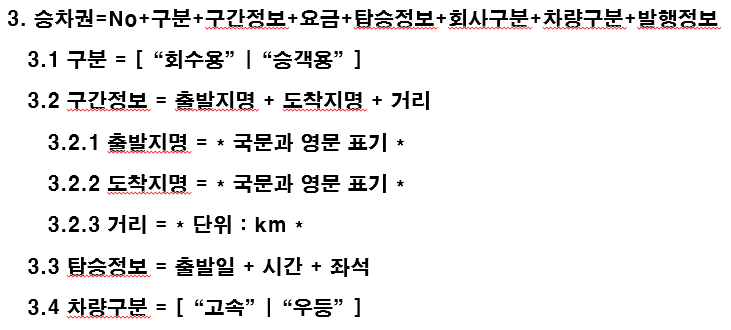 3. 승차권=No+구분+구간정보+요금+탑승정보+회사구분+차량구분+발행정보
3.1 구분 = [ “회수용” | “승객용” ]
3.2 구간정보 = 출발지명 + 도착지명 + 거리
3.2.1 출발지명 = * 국문과 영문 표기 *
3.2.2 도착지명 = * 국문과 영문 표기 *
3.2.3 거리 = * 단위 : km *
3.3 탑승정보 = 출발일 + 시간 + 좌석
3.4 차량구분 = [ “고속” | “우등” ]